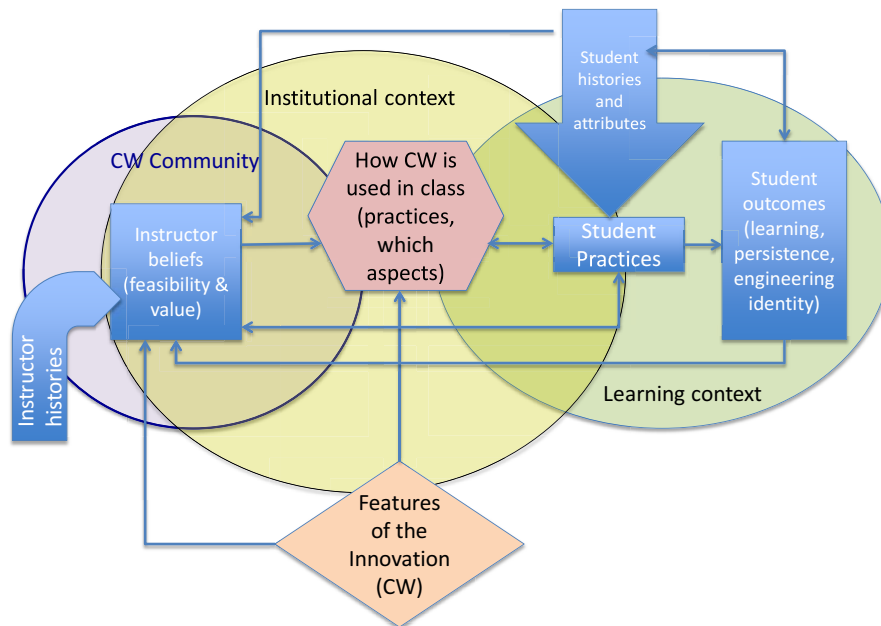 Student
histories
and
attributes
Institutional context
CW Community
How CW is
used in class
(practices,
which
aspects)
Student
outcomes
(learning,
persistence,
engineering
identity)
Instructor
beliefs
(feasibility &
value)
Student
Practices
Instructor
histories
Learning context
Features
of the
Innovation
(CW)